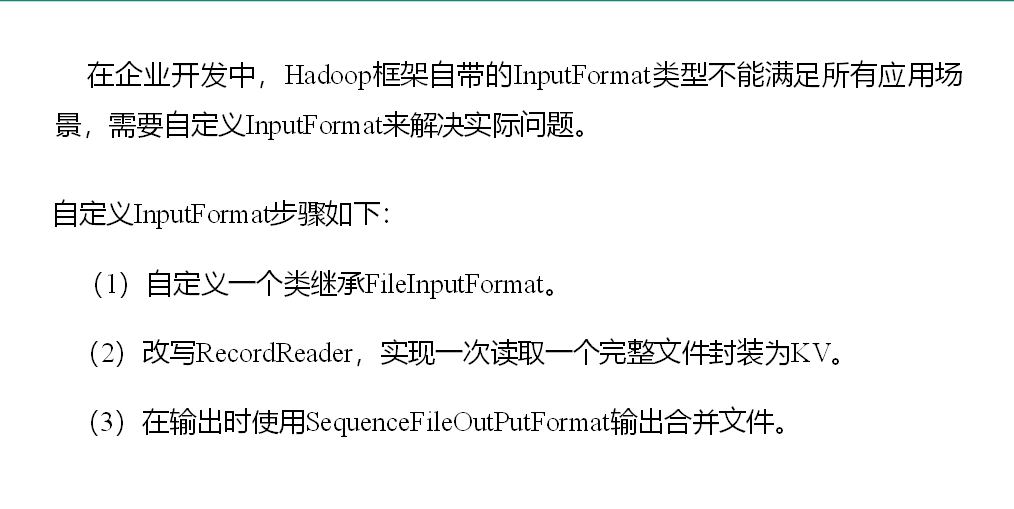 在企业开发中，Hadoop框架自带的InputFormat类型不能满足所有应用场
景，需要自定义InputFormat来解决实际问题。
自定义InputFormat步骤如下：
（1）自定义一个类继承FileInputFormat。
（2）改写RecordReader，实现一次读取一个完整文件封装为KV。
（3）在输出时使用SequenceFileOutPutFormat输出合并文件。